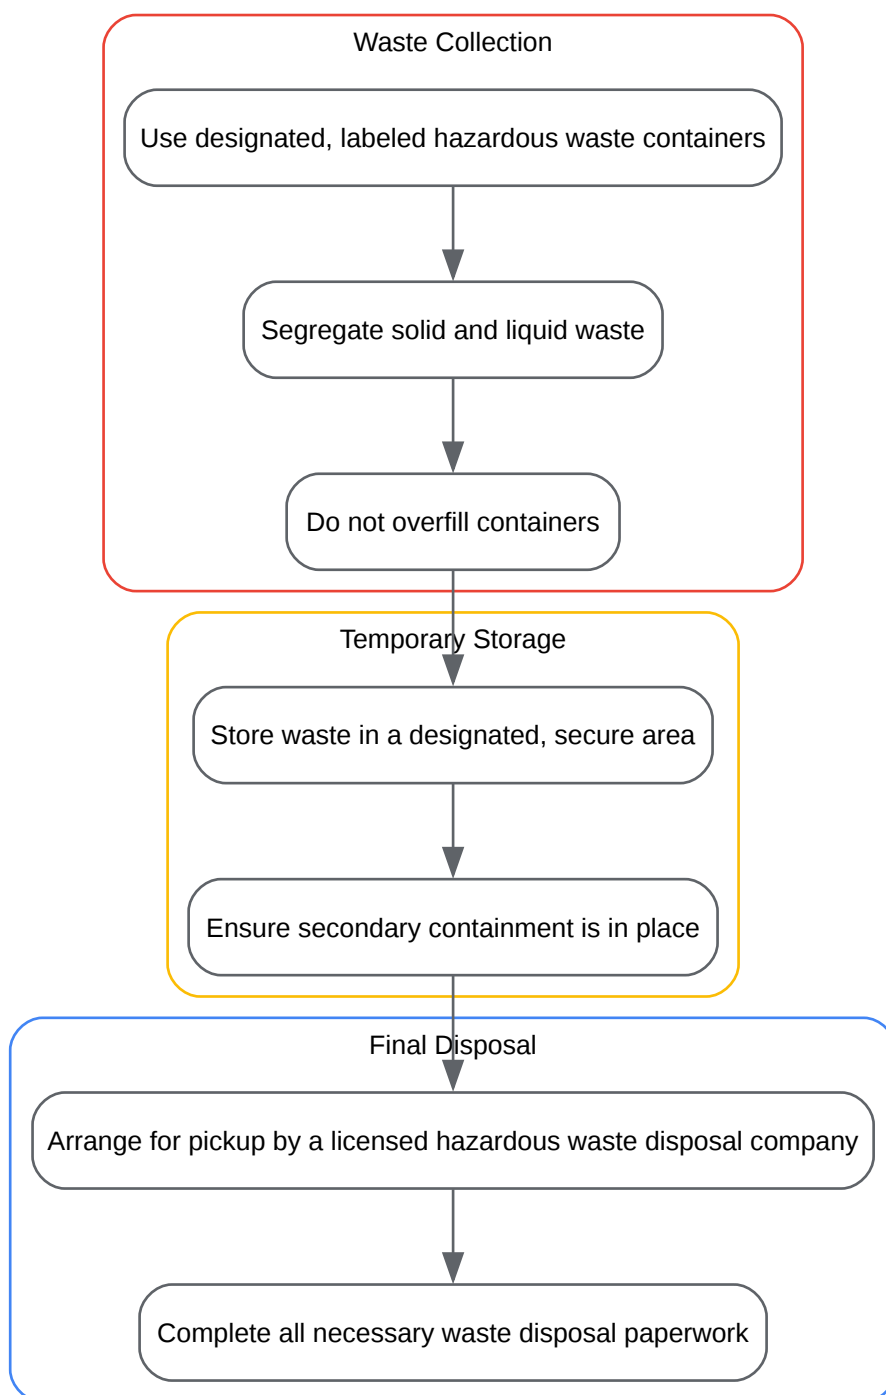 Waste Collection
Use designated, labeled hazardous waste containers
Segregate solid and liquid waste
Do not overfill containers
Temporary Storage
Store waste in a designated, secure area
Ensure secondary containment is in place
Final Disposal
Arrange for pickup by a licensed hazardous waste disposal company
Complete all necessary waste disposal paperwork